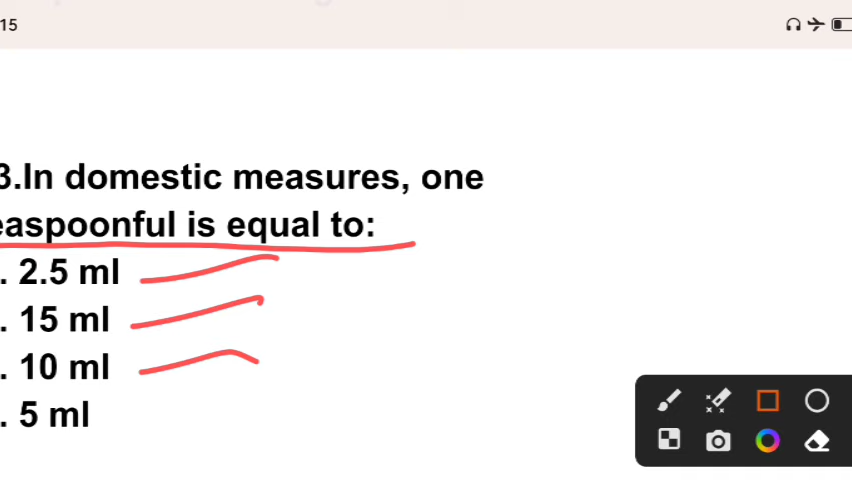 15
3.In domestic measures, one
easpoonful is equal to:
. 2.5 ml
. 15 ml
. 10 ml
. 5 ml